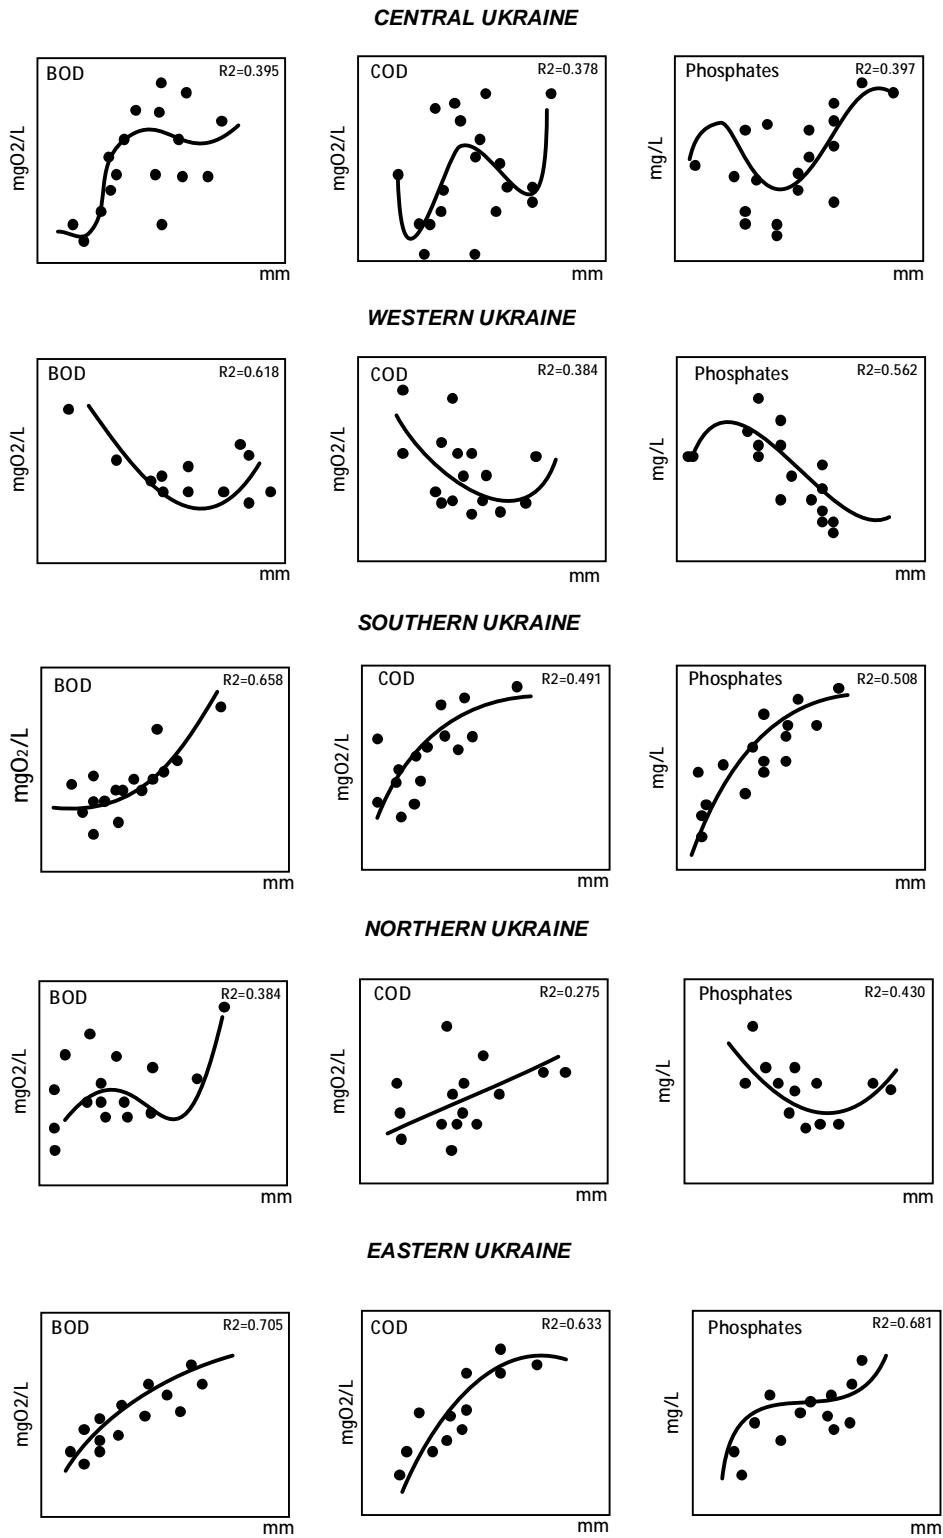 CENTRAL UKRAINE
BOD R2=0.395
mgO2/L
mm
COD R2=0.378
mgO2/L
mm
Phosphates R2=0.397
mg/L
mm
WESTERN UKRAINE
BOD R2=0.618
mgO2/L
mm
COD R2=0.384
mgO2/L
mm
Phosphates R2=0.562
mg/L
mm
SOUTHERN UKRAINE
BOD R2=0.658
mgO2/L
mm
COD R2=0.491
mgO2/L
mm
Phosphates R2=0.508
mg/L
mm
NORTHERN UKRAINE
BOD R2=0.384
mgO2/L
mm
COD R2=0.275
mgO2/L
mm
Phosphates R2=0.430
mg/L
mm
EASTERN UKRAINE
BOD R2=0.705
mgO2/L
mm
COD R2=0.633
mgO2/L
mm
Phosphates R2=0.681
mg/L
mm